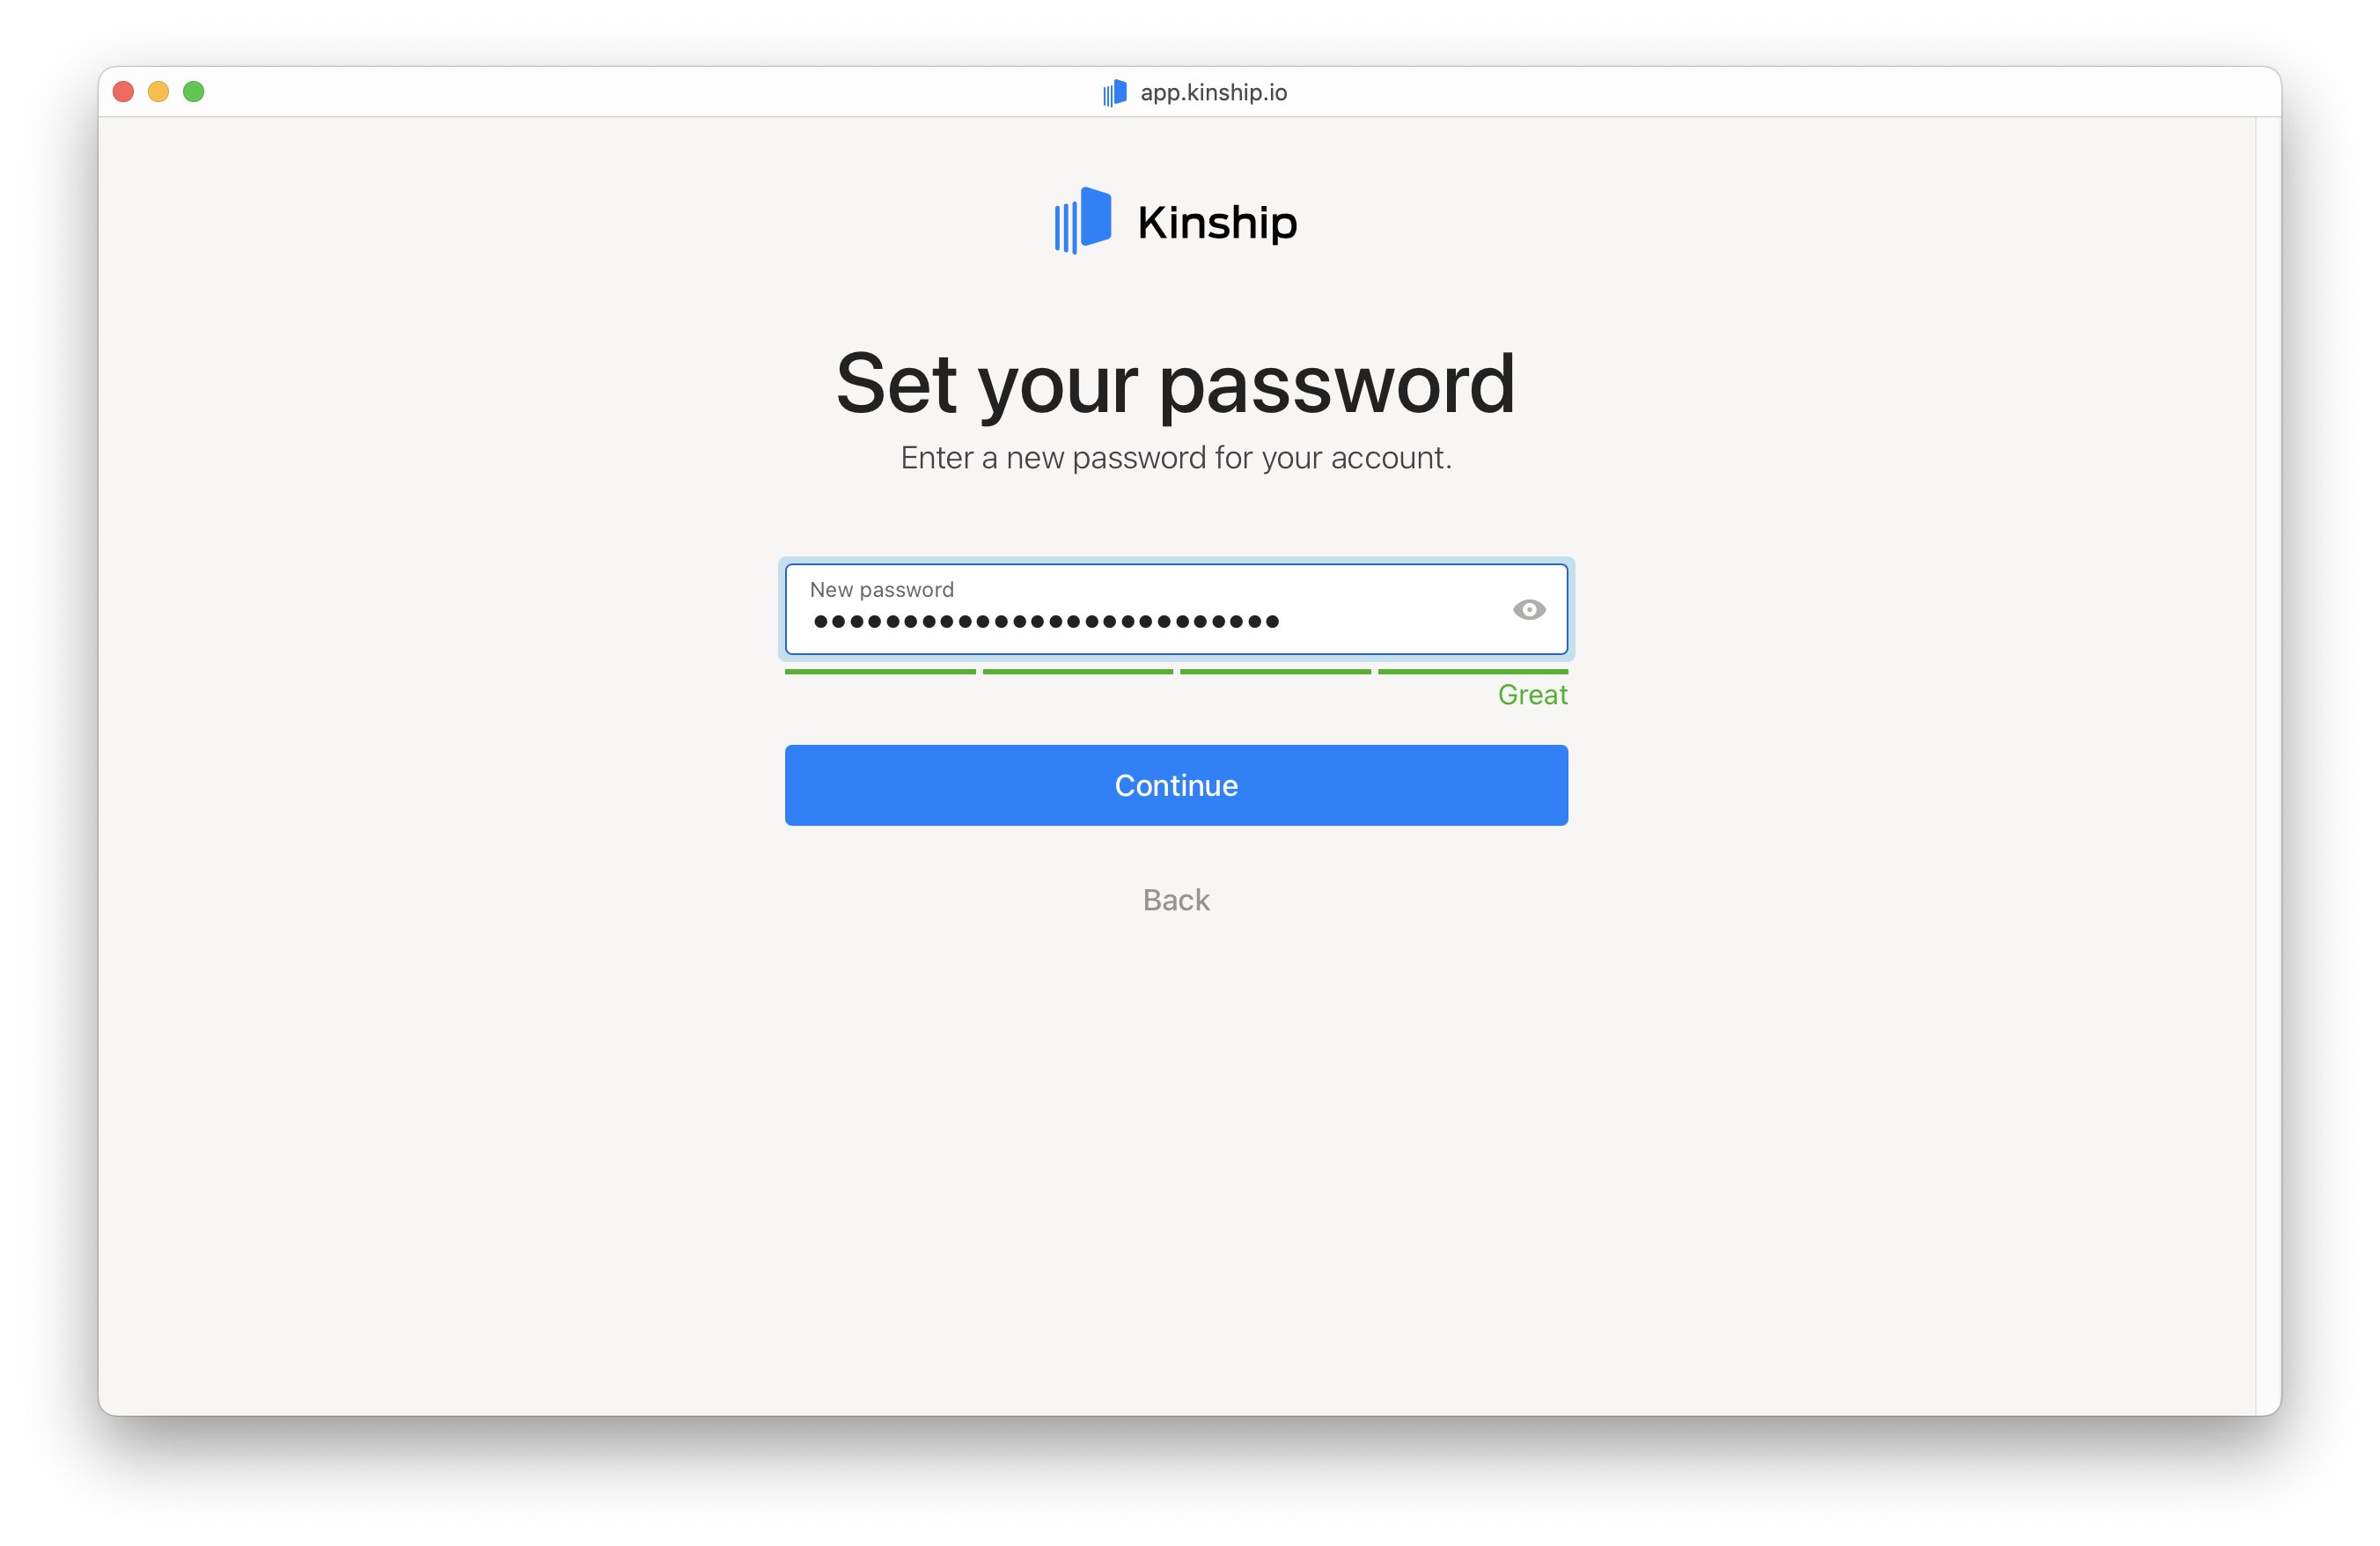 app.kinship.io
Kinship
Set your password
Enter a new password for your account.
New password
••••••••••••••••••••••••••
Great
Continue
Back